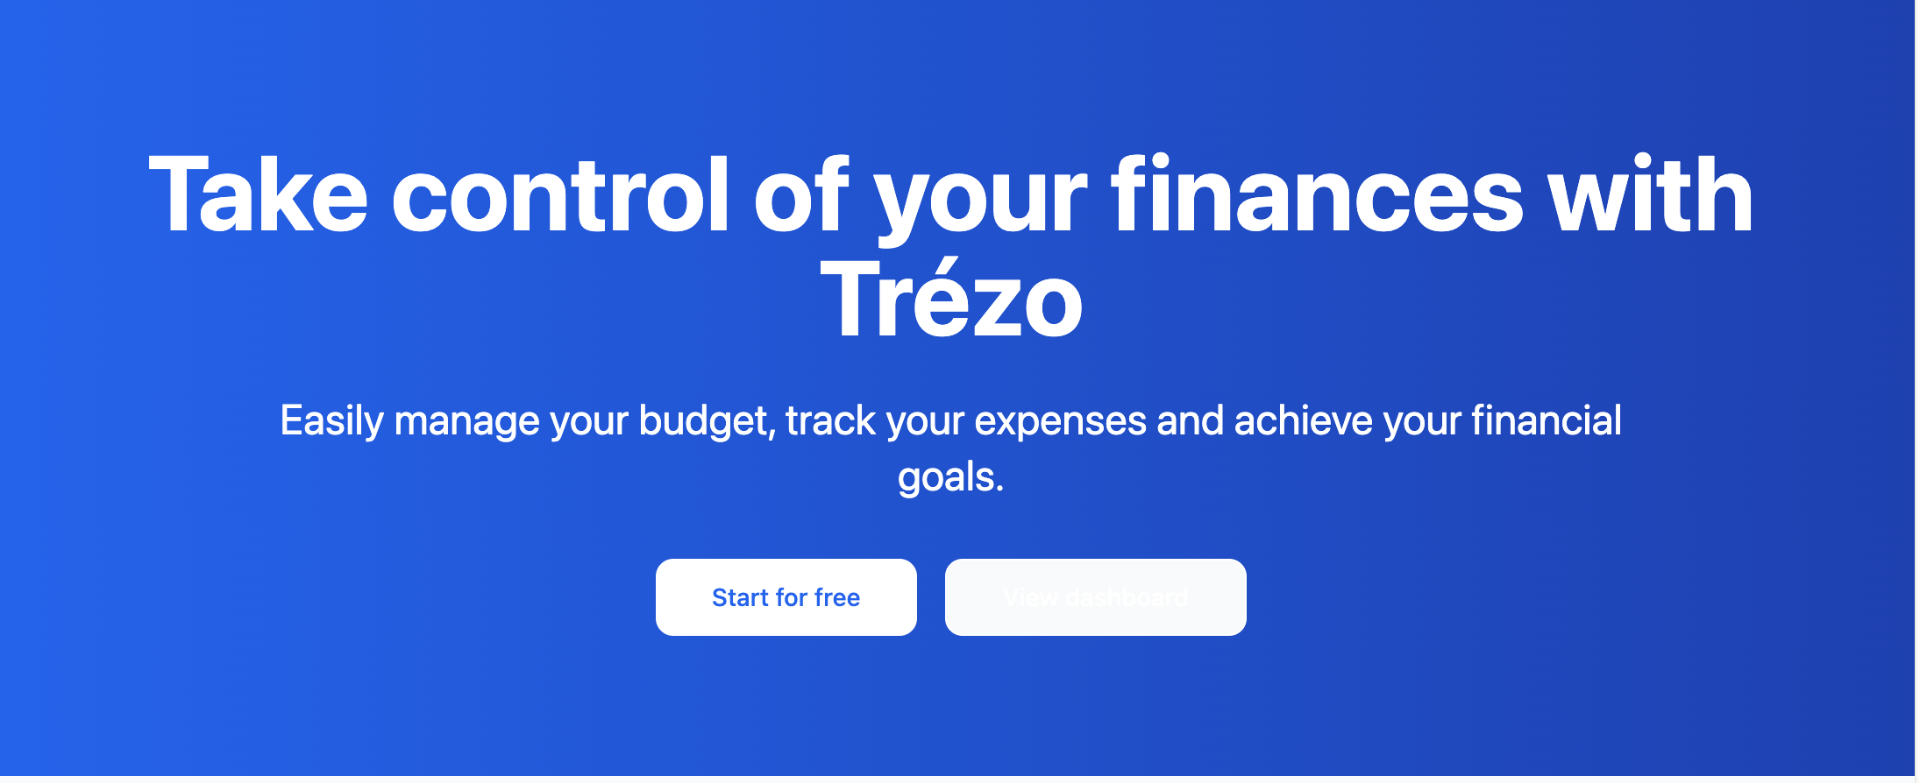 Take control of your finances with
Trézo
Easily manage your budget, track your expenses and achieve your financial
goals.
Start for free
View dashboard